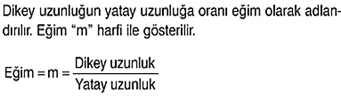 Dikey uzunluğun yatay uzunluğa oranı eğim olarak adlan-
dırılır. Eğim "m" harfi ile gösterilir.
Eğim = m = Dikey uzunluk
Yatay uzunluk